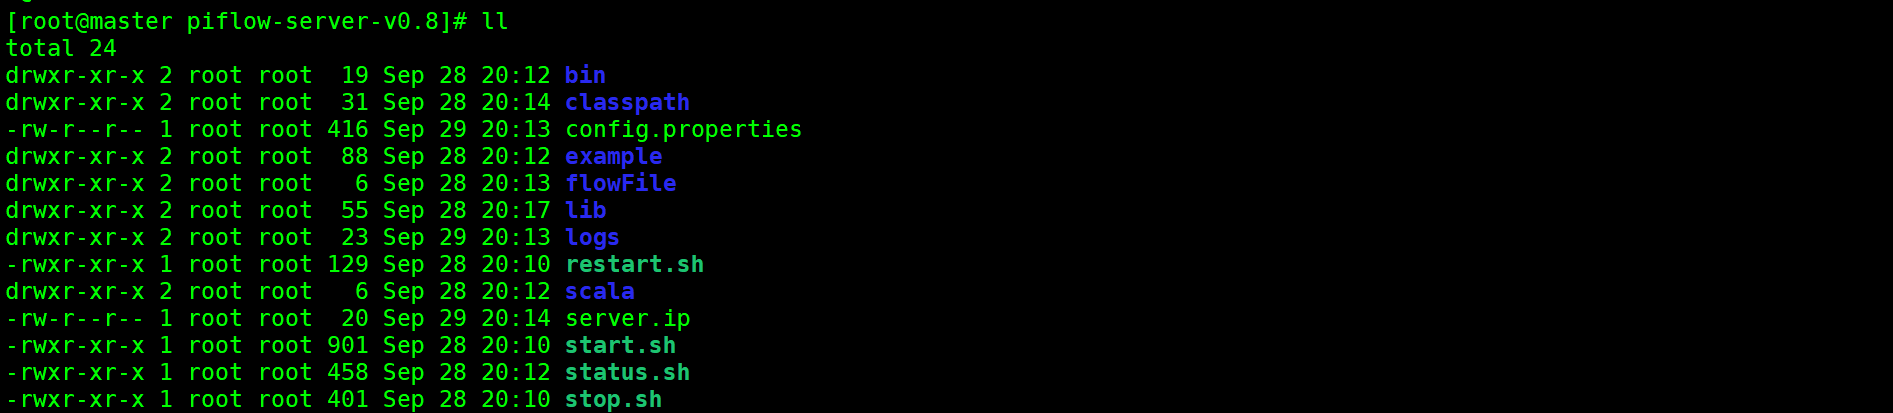 [root@master piflow-server-v0.8]# ll
total 24
drwxr-xr-x 2 root root  19 Sep 28 20:12 bin
drwxr-xr-x 2 root root  31 Sep 28 20:14 classpath
-rw-r--r-- 1 root root 416 Sep 29 20:13 config.properties
drwxr-xr-x 2 root root  88 Sep 28 20:12 example
drwxr-xr-x 2 root root   6 Sep 28 20:13 flowFile
drwxr-xr-x 2 root root  55 Sep 28 20:17 lib
drwxr-xr-x 2 root root  23 Sep 29 20:13 logs
-rwxr-xr-x 1 root root 129 Sep 28 20:10 restart.sh
drwxr-xr-x 2 root root   6 Sep 28 20:12 scala
-rw-r--r-- 1 root root  20 Sep 29 20:14 server.ip
-rwxr-xr-x 1 root root 901 Sep 28 20:10 start.sh
-rwxr-xr-x 1 root root 458 Sep 28 20:12 status.sh
-rwxr-xr-x 1 root root 401 Sep 28 20:10 stop.sh